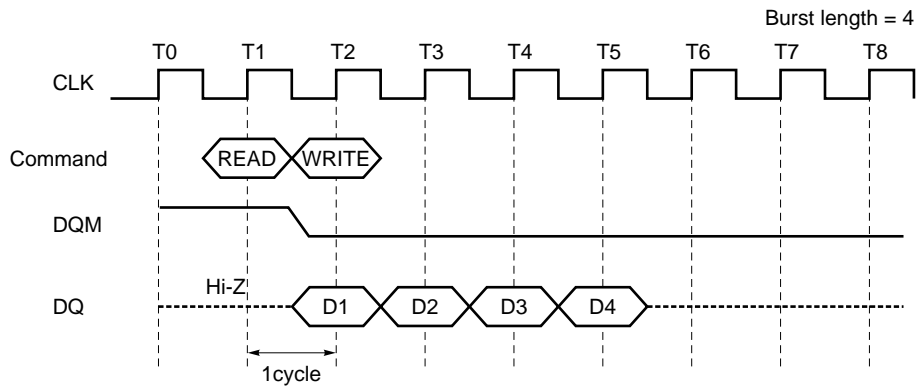 Burst length = 4
T0 T1 T2 T3 T4 T5 T6 T7 T8
CLK
Command READ WRITE
DQM
Hi-Z
DQ D1 D2 D3 D4
1cycle